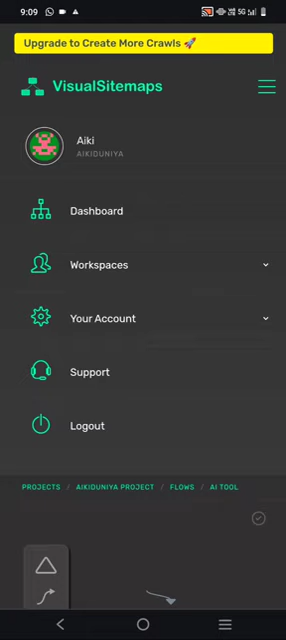 9:09
5G
Upgrade to Create More Crawls 🚀
VisualSitemaps
Aiki
AIKIDUNIYA
Dashboard
Workspaces
Your Account
Support
Logout
PROJECTS / AIKIDUNIYA PROJECT / FLOWS / AI TOOL